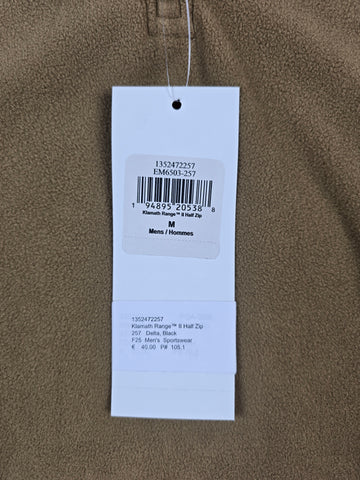 1352472257
EM6503-257
1 94895 20538 8
Klamath Range™ II Half Zip
M
Mens / Hommes
1352472257
Klamath Range™ II Half Zip
257 Delta, Black
F25 Men's Sportswear
€ 40.00 P# 105.1